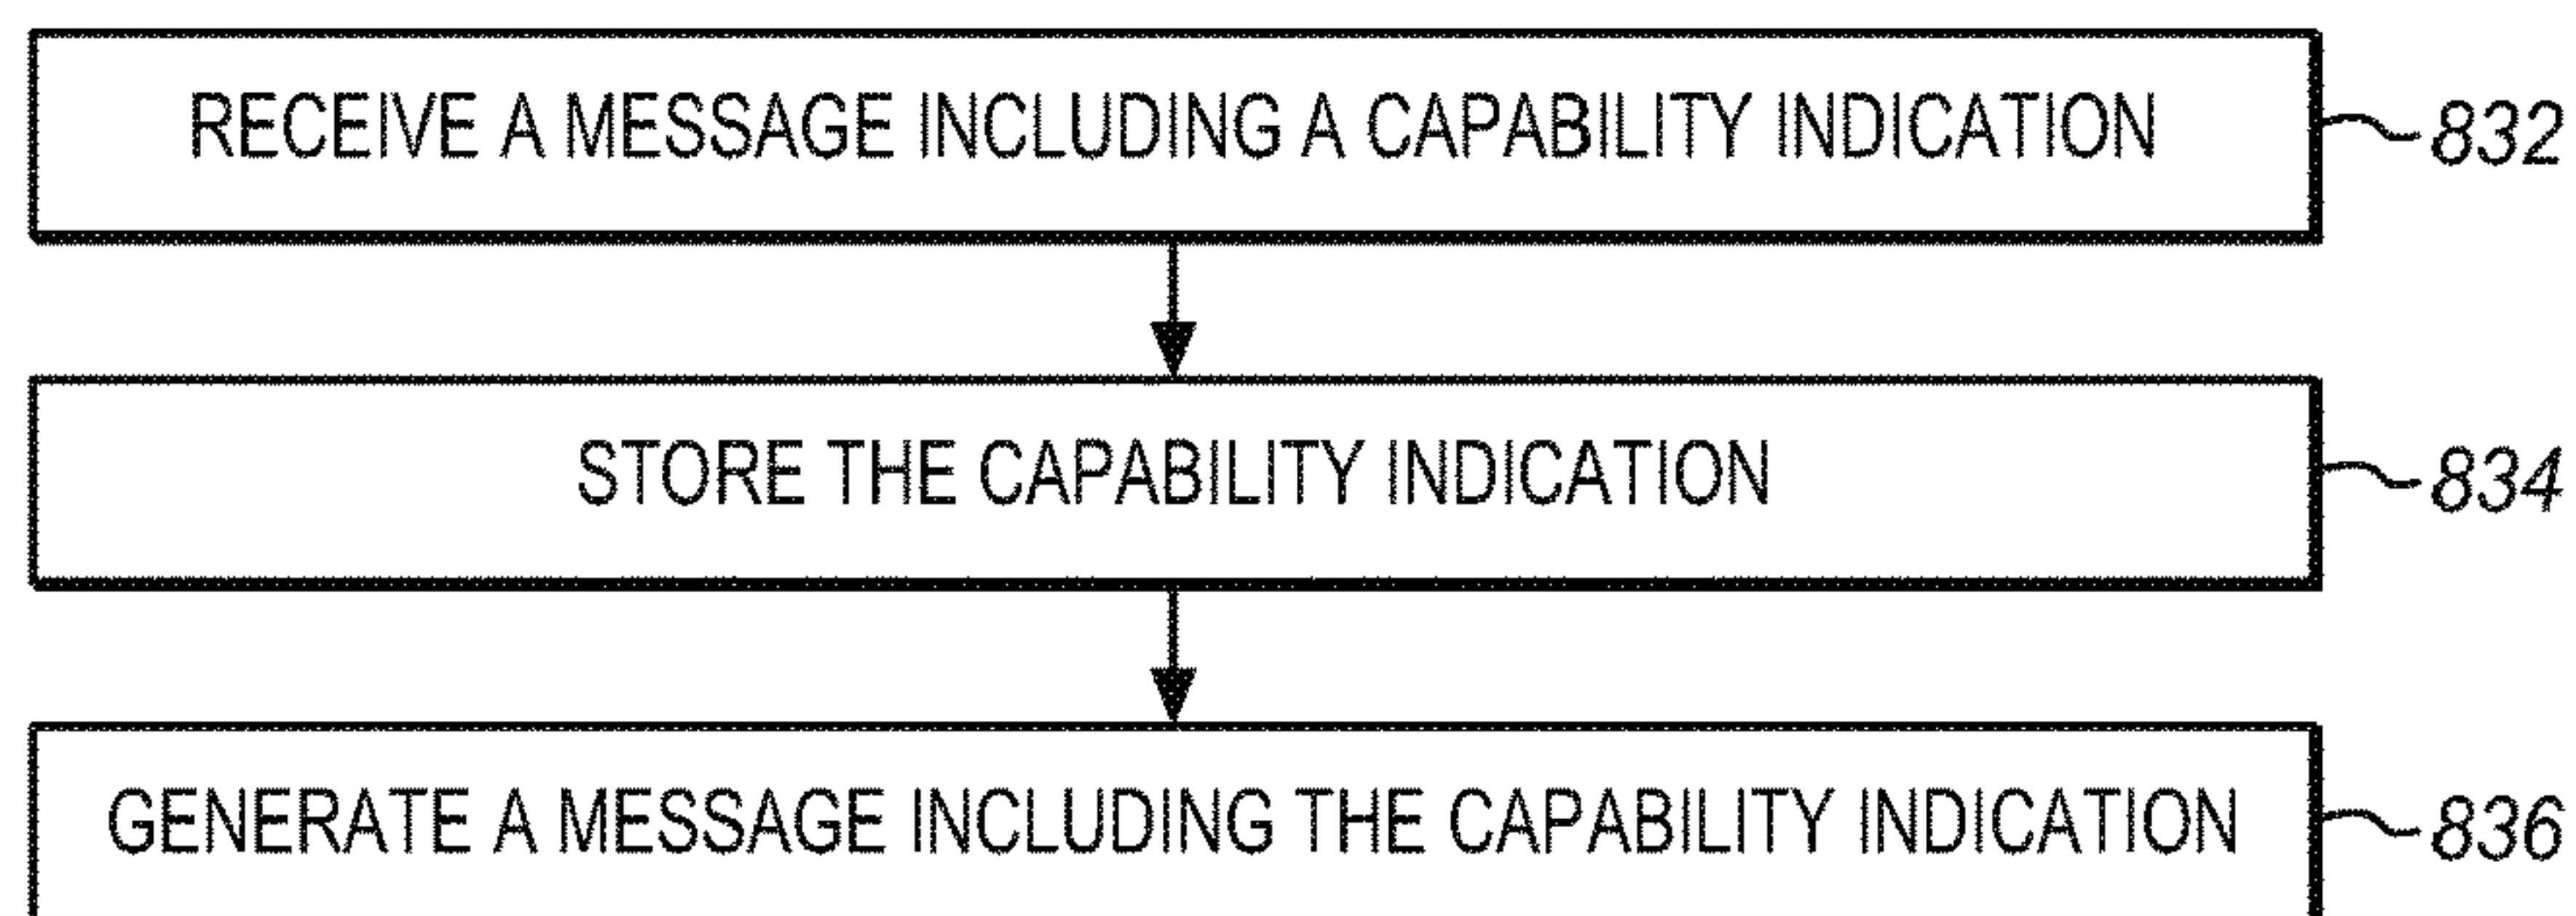 RECEIVE A MESSAGE INCLUDING A CAPABILITY INDICATION 832
STORE THE CAPABILITY INDICATION 834
GENERATE A MESSAGE INCLUDING THE CAPABILITY INDICATION 836